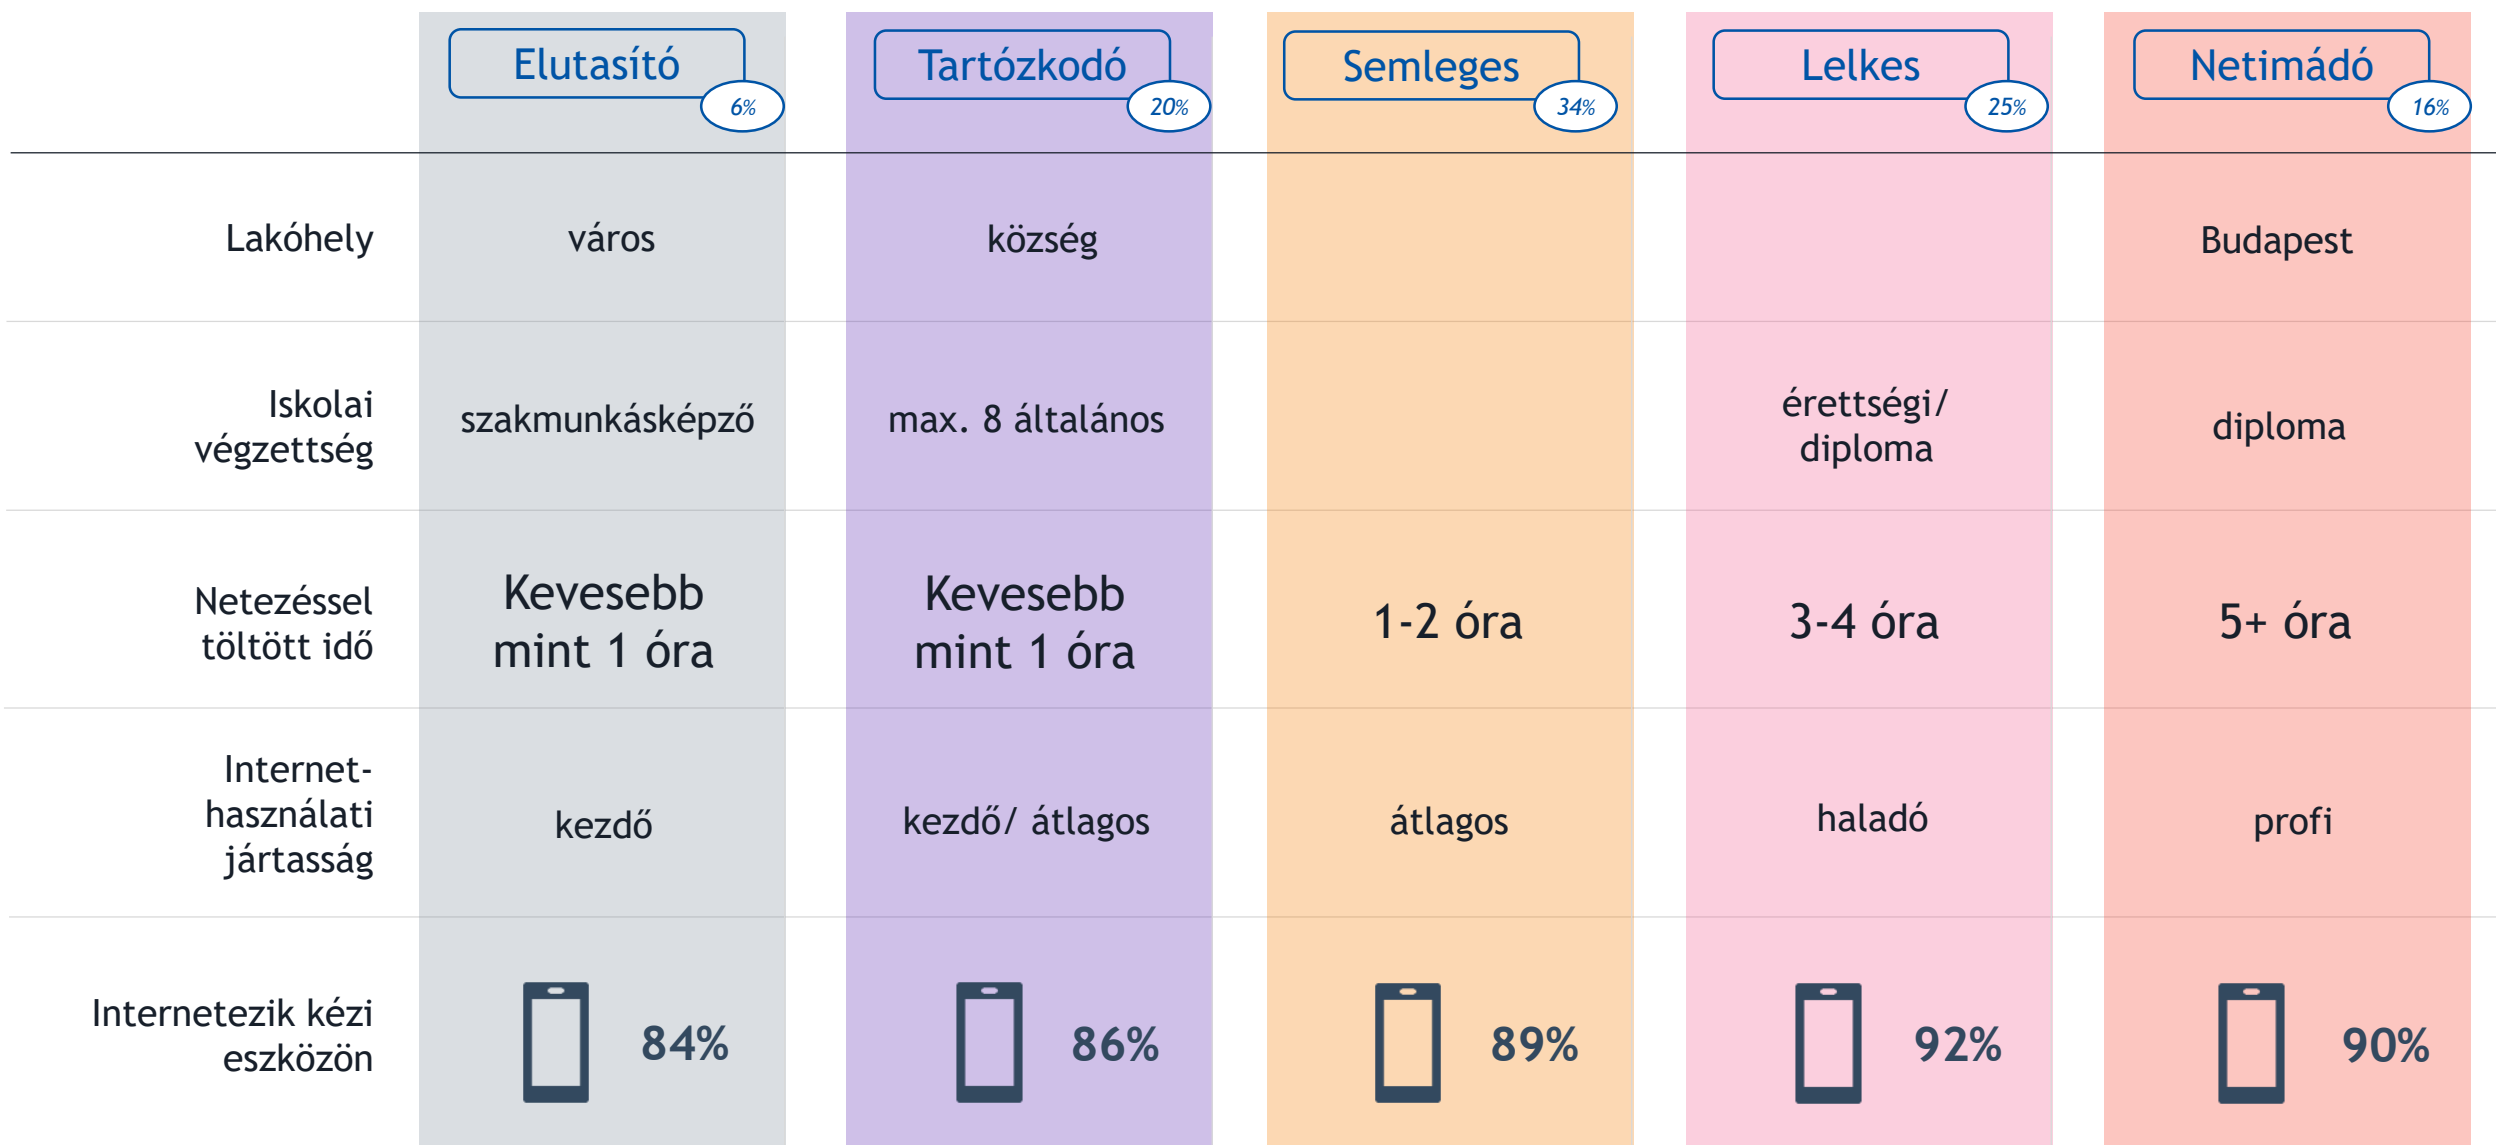 Elutasító
6%
Tartózkodó
20%
Semleges
34%
Lelkes
25%
Netimádó
16%
Lakóhely
város
község
Budapest
Iskolai
végzettség
szakmunkásképző
max. 8 általános
érettségi/
diploma
diploma
Netezéssel
töltött idő
Kevesebb
mint 1 óra
Kevesebb
mint 1 óra
1-2 óra
3-4 óra
5+ óra
Internet-
használati
jártasság
kezdő
kezdő/ átlagos
átlagos
haladó
profi
Internetezik kézi
eszközön
84%
86%
89%
92%
90%